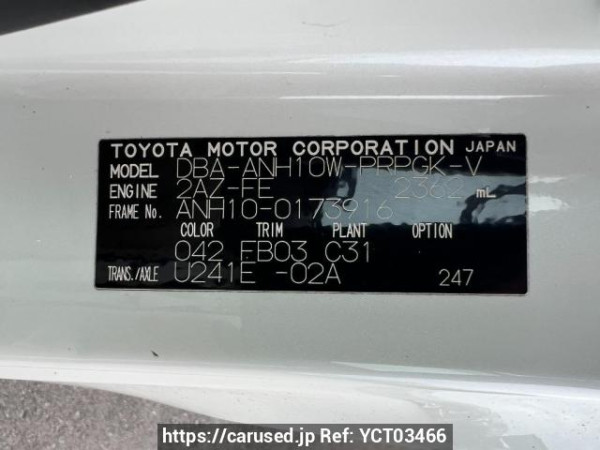 TOYOTA MOTOR CORPORATION JAPAN
MODEL DBA-ANH10W-PRPGK-V
ENGINE 2AZ-FE 2362 mL
FRAME No. ANH10-0173916
COLOR TRIM PLANT OPTION
042 FB03 C31
TRANS./AXLE U241E -02A 247
https://carused.jp Ref: YCT03466